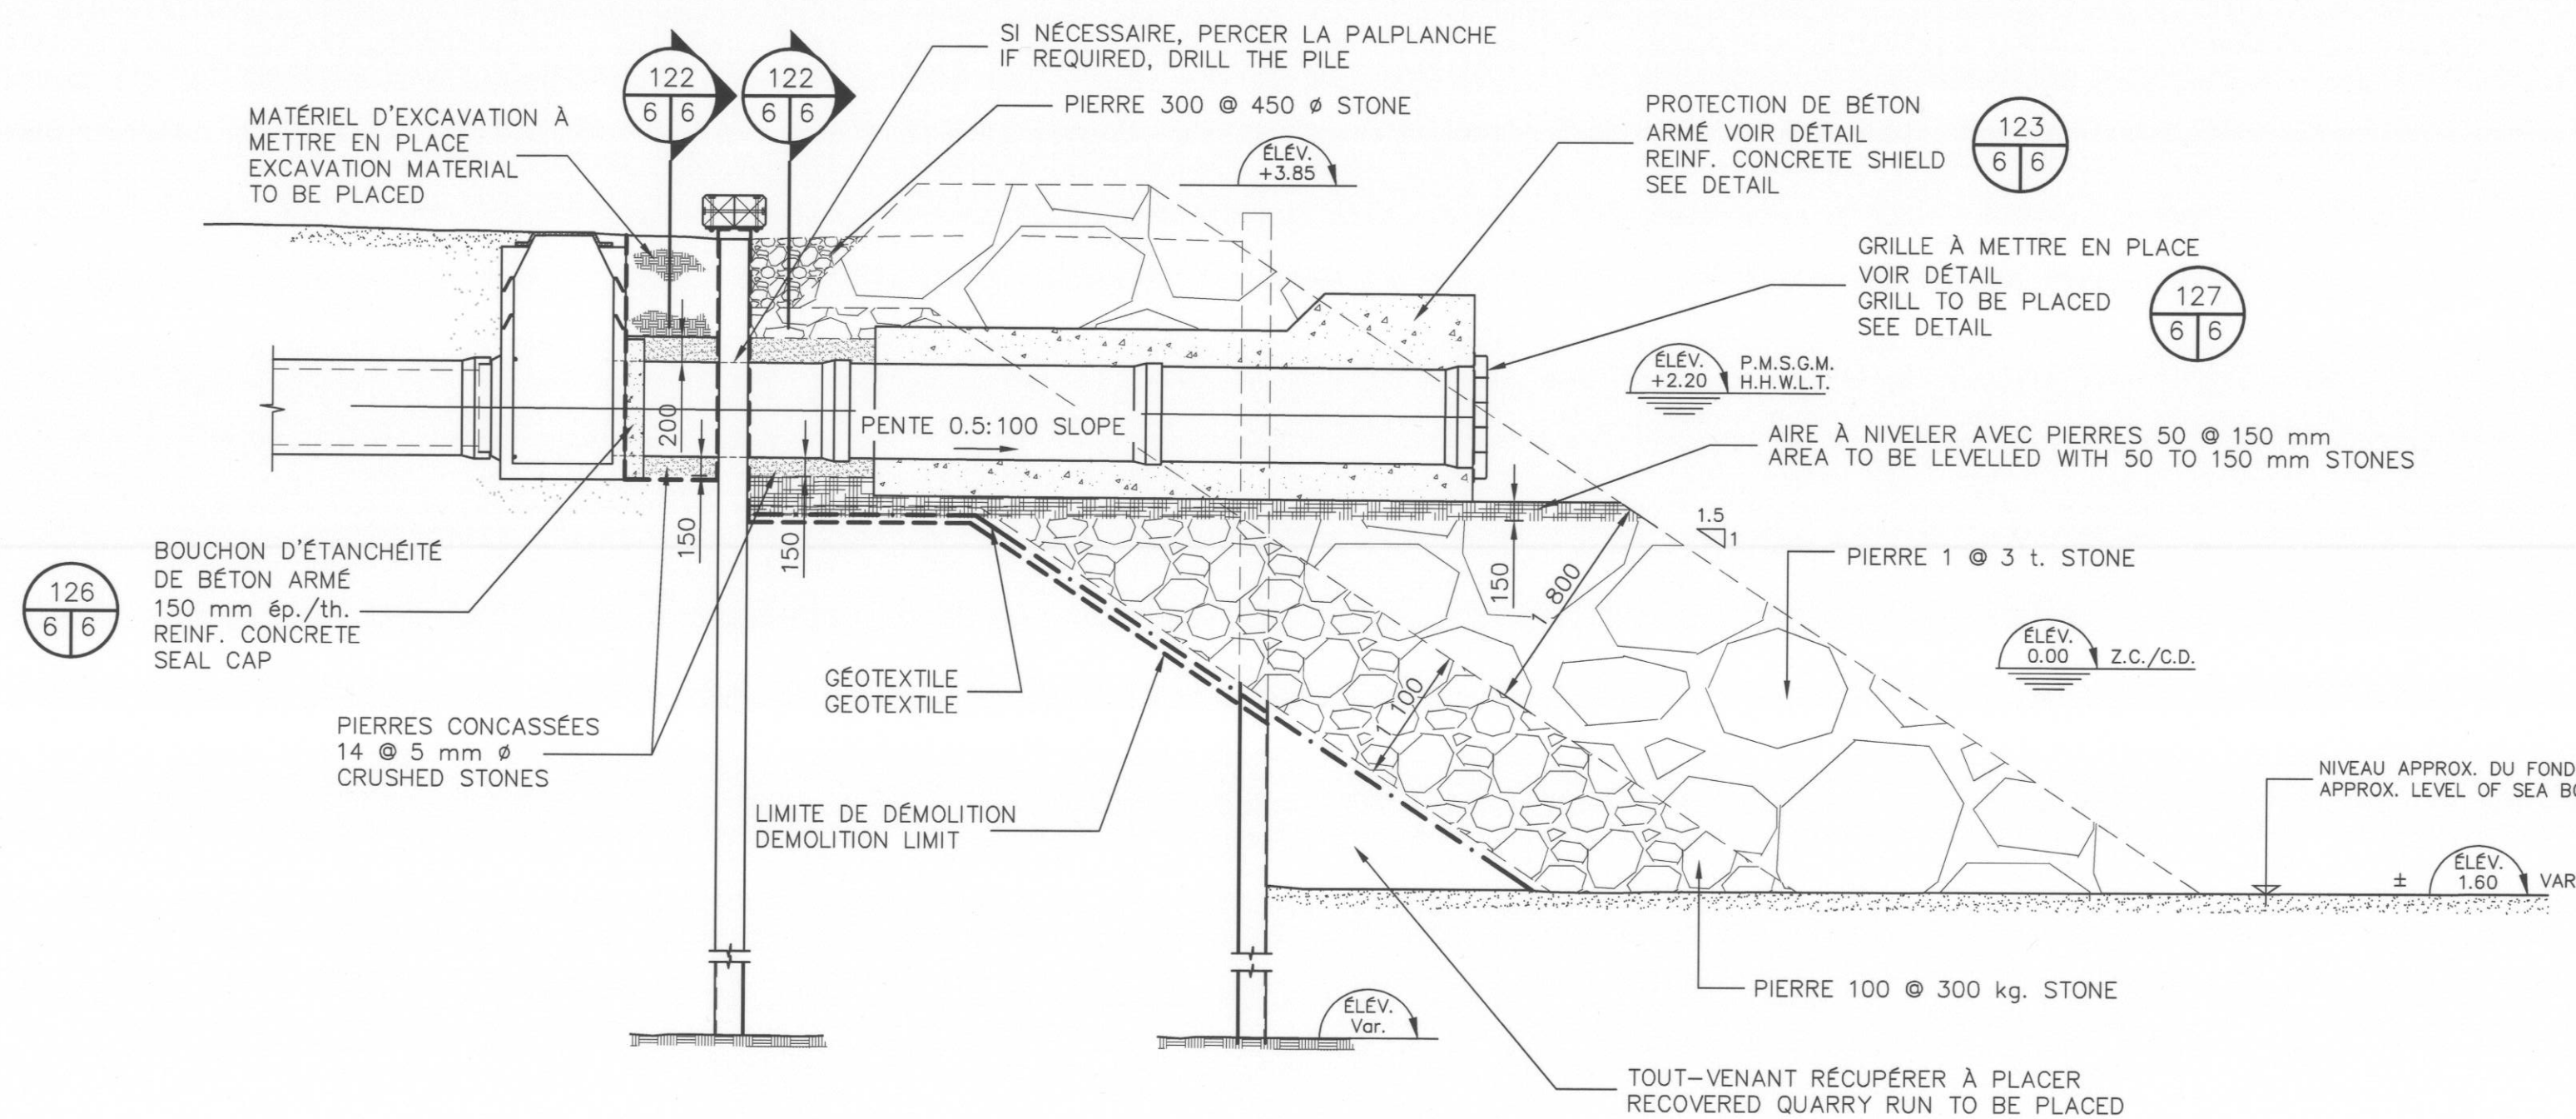 SI NÉCESSAIRE, PERCER LA PALPLANCHE
IF REQUIRED, DRILL THE PILE
PIERRE 300 @ 450 ø STONE
122
6 6
122
6 6
MATÉRIEL D'EXCAVATION À
METTRE EN PLACE
EXCAVATION MATERIAL
TO BE PLACED
ÉLÉV.
+3.85
PROTECTION DE BÉTON
ARMÉ VOIR DÉTAIL
REINF. CONCRETE SHIELD
SEE DETAIL
123
6 6
GRILLE À METTRE EN PLACE
VOIR DÉTAIL
GRILL TO BE PLACED
SEE DETAIL
127
6 6
ÉLÉV.
+2.20
P.M.S.G.M.
H.H.W.L.T.
200
PENTE 0.5:100 SLOPE
AIRE À NIVELER AVEC PIERRES 50 @ 150 mm
AREA TO BE LEVELLED WITH 50 TO 150 mm STONES
150
150
150
1 800
1.5
1
PIERRE 1 @ 3 t. STONE
126
6 6
BOUCHON D'ÉTANCHÉITÉ
DE BÉTON ARMÉ
150 mm ép./th.
REINF. CONCRETE
SEAL CAP
ÉLÉV.
0.00
Z.C./C.D.
GÉOTEXTILE
GEOTEXTILE
1 100
PIERRES CONCASSÉES
14 @ 5 mm ø
CRUSHED STONES
LIMITE DE DÉMOLITION
DEMOLITION LIMIT
NIVEAU APPROX. DU FOND
APPROX. LEVEL OF SEA
±
ÉLÉV.
1.60
VAR
PIERRE 100 @ 300 kg. STONE
ÉLÉV.
Var.
TOUT-VENANT RÉCUPÉRER À PLACER
RECOVERED QUARRY RUN TO BE PLACED